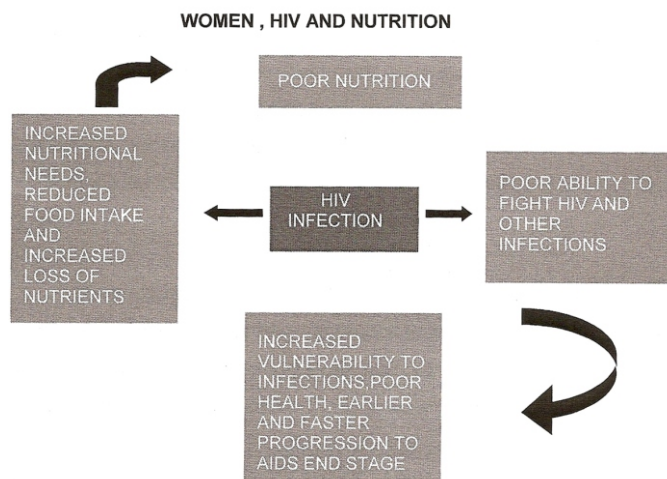 WOMEN , HIV AND NUTRITION
POOR NUTRITION
INCREASED
NUTRITIONAL
NEEDS,
REDUCED
FOOD INTAKE
AND
INCREASED
LOSS OF
NUTRIENTS
HIV
INFECTION
POOR ABILITY TO
FIGHT HIV AND
OTHER
INFECTIONS
INCREASED
VULNERABILITY TO
INFECTIONS,POOR
HEALTH, EARLIER
AND FASTER
PROGRESSION TO
AIDS END STAGE